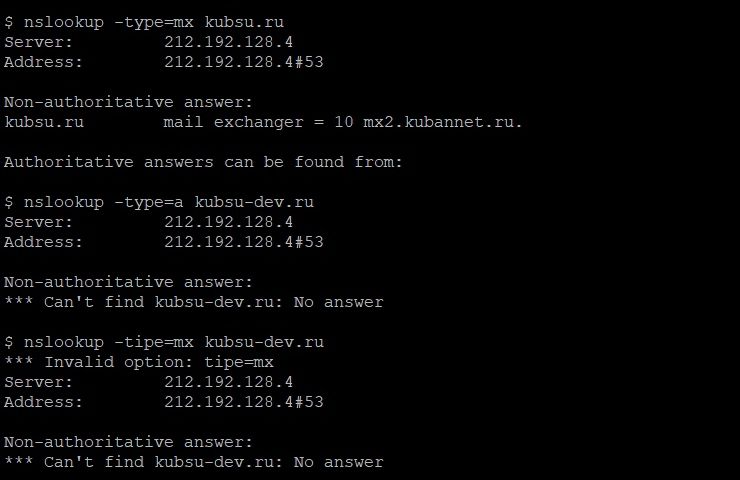 $ nslookup -type=mx kubsu.ru
Server:         212.192.128.4
Address:        212.192.128.4#53
Non-authoritative answer:
kubsu.ru        mail exchanger = 10 mx2.kubannet.ru.
Authoritative answers can be found from:
$ nslookup -type=a kubsu-dev.ru
Server:         212.192.128.4
Address:        212.192.128.4#53
Non-authoritative answer:
*** Can't find kubsu-dev.ru: No answer
$ nslookup -tipe=mx kubsu-dev.ru
*** Invalid option: tipe=mx
Server:         212.192.128.4
Address:        212.192.128.4#53
Non-authoritative answer:
*** Can't find kubsu-dev.ru: No answer